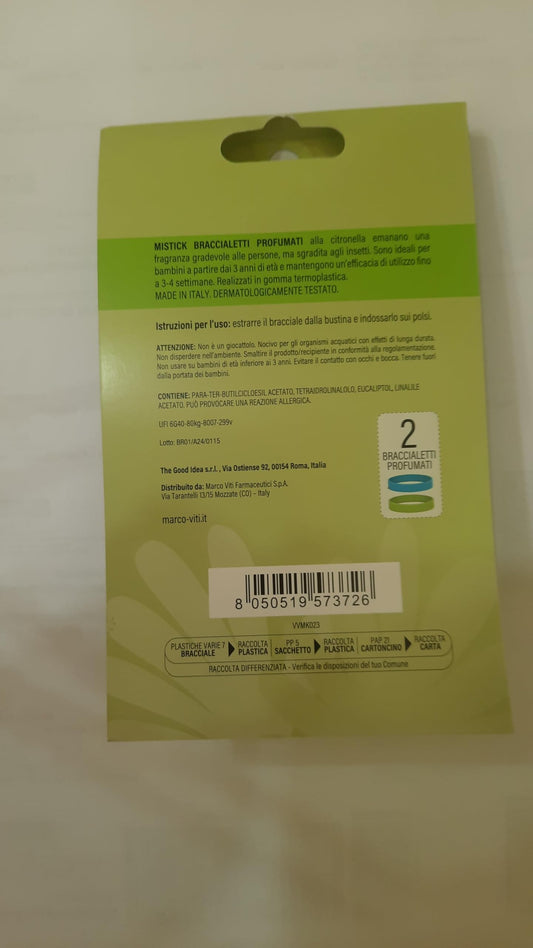 MISTICK BRACCIALETTI PROFUMATI alla citronella emanano una
fragranza gradevole alle persone, ma sgradita agli insetti. Sono ideali per
bambini a partire dai 3 anni di età e mantengono un'efficacia di utilizzo fino
a 3-4 settimane. Realizzati in gomma termoplastica.
MADE IN ITALY. DERMATOLOGICAMENTE TESTATO.
Istruzioni per l'uso: estrarre il bracciale dalla bustina e indossarlo sui polsi.
ATTENZIONE: Non è un giocattolo. Nocivo per gli organismi acquatici con effetti di lunga durata.
Non disperdere nell'ambiente. Smaltire il prodotto/recipiente in conformità alla regolamentazione.
Non usare su bambini di età inferiore ai 3 anni. Evitare il contatto con occhi e bocca. Tenere fuori
dalla portata dei bambini.
CONTIENE: PARA-TER-BUTILCICLOESIL ACETATO, TETRAIDROLINALOLO, EUCALIPTOL, LINALILE
ACETATO. PUÒ PROVOCARE UNA REAZIONE ALLERGICA.
UFI 6G40-80kg-8007-299v
Lotto: BR01/A24/0115
2
BRACCIALETTI
PROFUMATI
The Good Idea s.r.l. , Via Ostiense 92, 00154 Roma, Italia
Distribuito da: Marco Viti Farmaceutici S.p.A.
Via Tarantelli 13/15 Mozzate (CO) – Italy
marco-viti.it
8 050519 573726
VVMK023
PLASTICHE VARIE 7 BRACCIALE RACCOLTA PLASTICA PP 5 SACCHETTO RACCOLTA PLASTICA PAP 21 CARTONCINO RACCOLTA CARTA
RACCOLTA DIFFERENZIATA - Verifica le disposizioni del tuo Comune